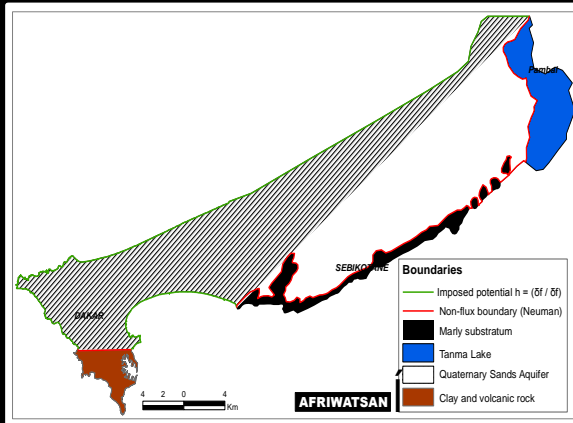 Pambal
SEBIKOTANE
DAKAR
Boundaries
Imposed potential h = (δf / δf)
Non-flux boundary (Neuman)
Marly substratum
Tanma Lake
Quaternary Sands Aquifer
Clay and volcanic rock
4 2 0 4
Km
AFRIWATSAN